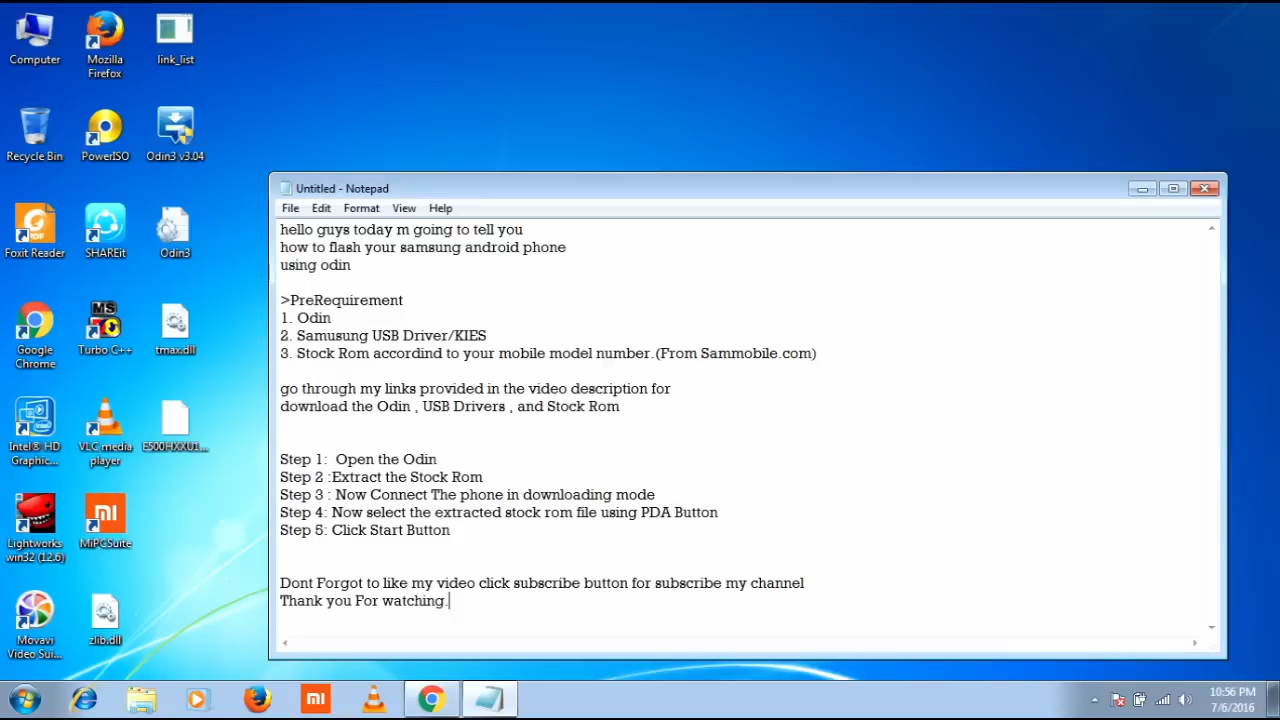 Computer
Mozilla
Firefox
link_list
Recycle Bin
PowerISO
Odin3 v3.04
Foxit Reader
SHAREit
Odin3
Google
Chrome
Turbo C++
tmax.dll
Intel® HD
Graphic...
VLC media
player
E500HXXU1...
Lightworks
win32 (12.6)
MiPCSuite
Movavi
Video Sui...
zlib.dll
Untitled - Notepad
File Edit Format View Help
hello guys today m going to tell you
how to flash your samsung android phone
using odin
>PreRequirement
1. Odin
2. Samusung USB Driver/KIES
3. Stock Rom accordind to your mobile model number.(From Sammobile.com)
go through my links provided in the video description for
download the Odin , USB Drivers , and Stock Rom
Step 1: Open the Odin
Step 2 :Extract the Stock Rom
Step 3 : Now Connect The phone in downloading mode
Step 4: Now select the extracted stock rom file using PDA Button
Step 5: Click Start Button
Dont Forgot to like my video click subscribe button for subscribe my channel
Thank you For watching.
10:56 PM
7/6/2016